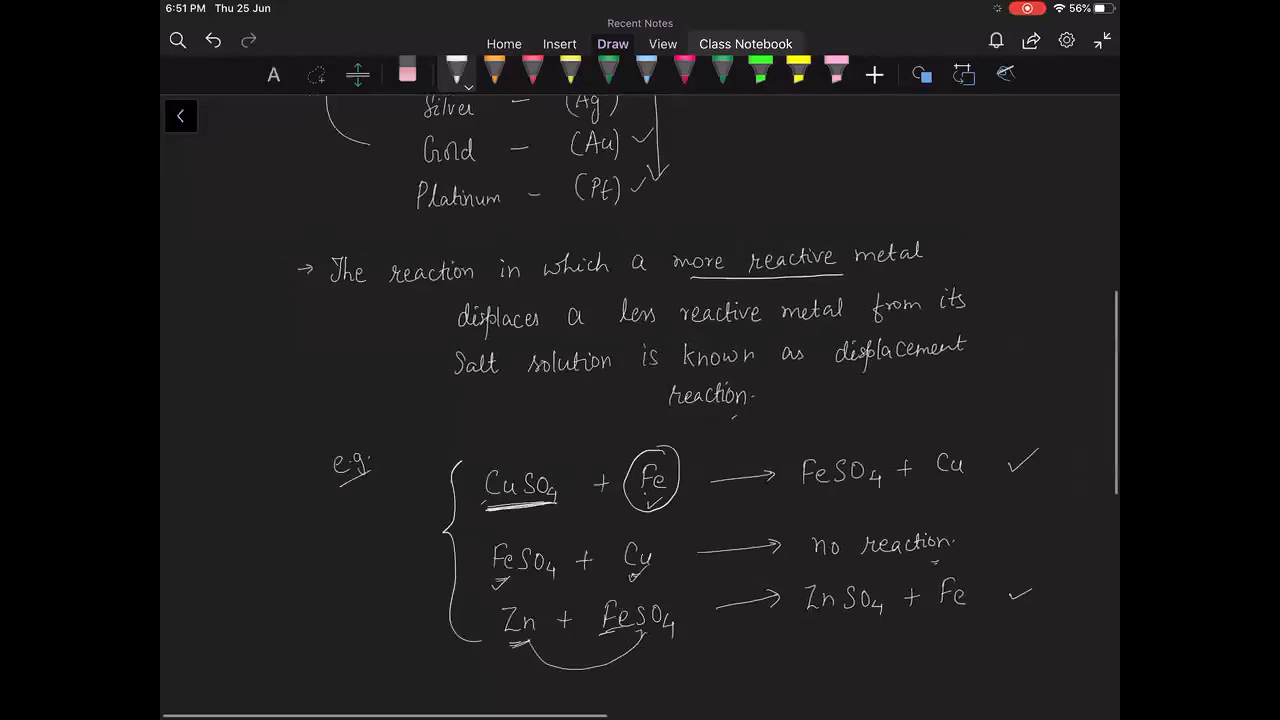 6:51 PM Thu 25 Jun
56%
Recent Notes
Home Insert Draw View Class Notebook
A
Silver – (Ag)
Gold – (Au)
Platinum – (Pt)
→ The reaction in which a more reactive metal
displaces a less reactive metal from its
Salt solution is known as displacement
reaction.
e.g.
CuSO4 + Fe → FeSO4 + Cu
FeSO4 + Cu → no reaction.
Zn + FeSO4 → ZnSO4 + Fe